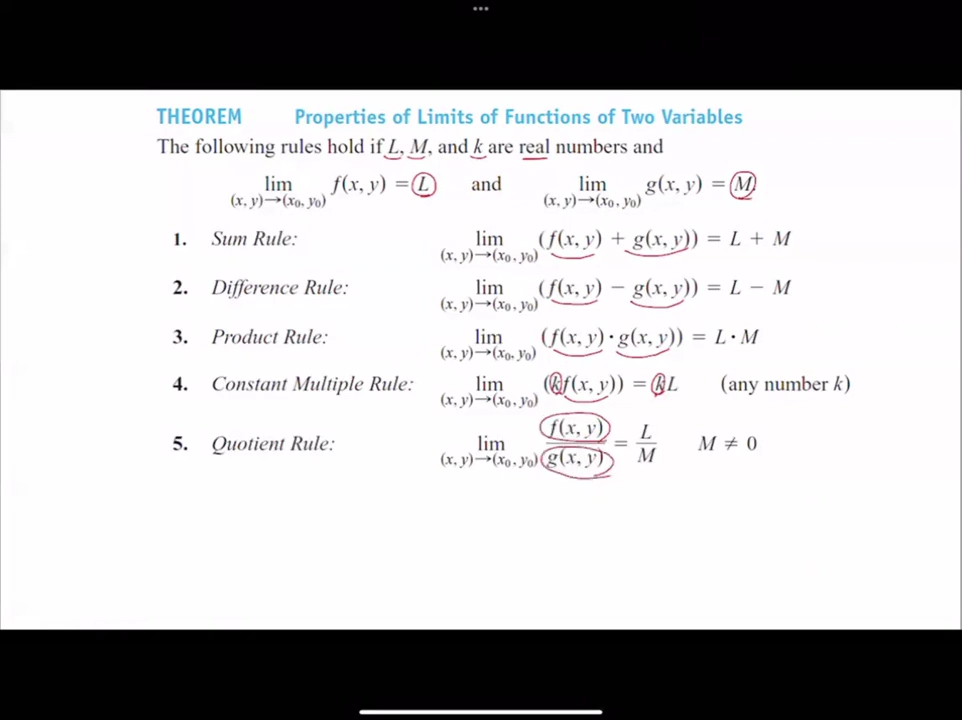 THEOREM Properties of Limits of Functions of Two Variables
The following rules hold if L, M, and k are real numbers and
lim f(x, y) = L and lim g(x, y) = M
(x, y)→(x₀, y₀) (x, y)→(x₀, y₀)
1. Sum Rule: lim (f(x, y) + g(x, y)) = L + M
(x, y)→(x₀, y₀)
2. Difference Rule: lim (f(x, y) − g(x, y)) = L − M
(x, y)→(x₀, y₀)
3. Product Rule: lim (f(x, y) · g(x, y)) = L · M
(x, y)→(x₀, y₀)
4. Constant Multiple Rule: lim (kf(x, y)) = kL (any number k)
(x, y)→(x₀, y₀)
5. Quotient Rule: lim f(x, y)/g(x, y) = L/M M ≠ 0
(x, y)→(x₀, y₀)